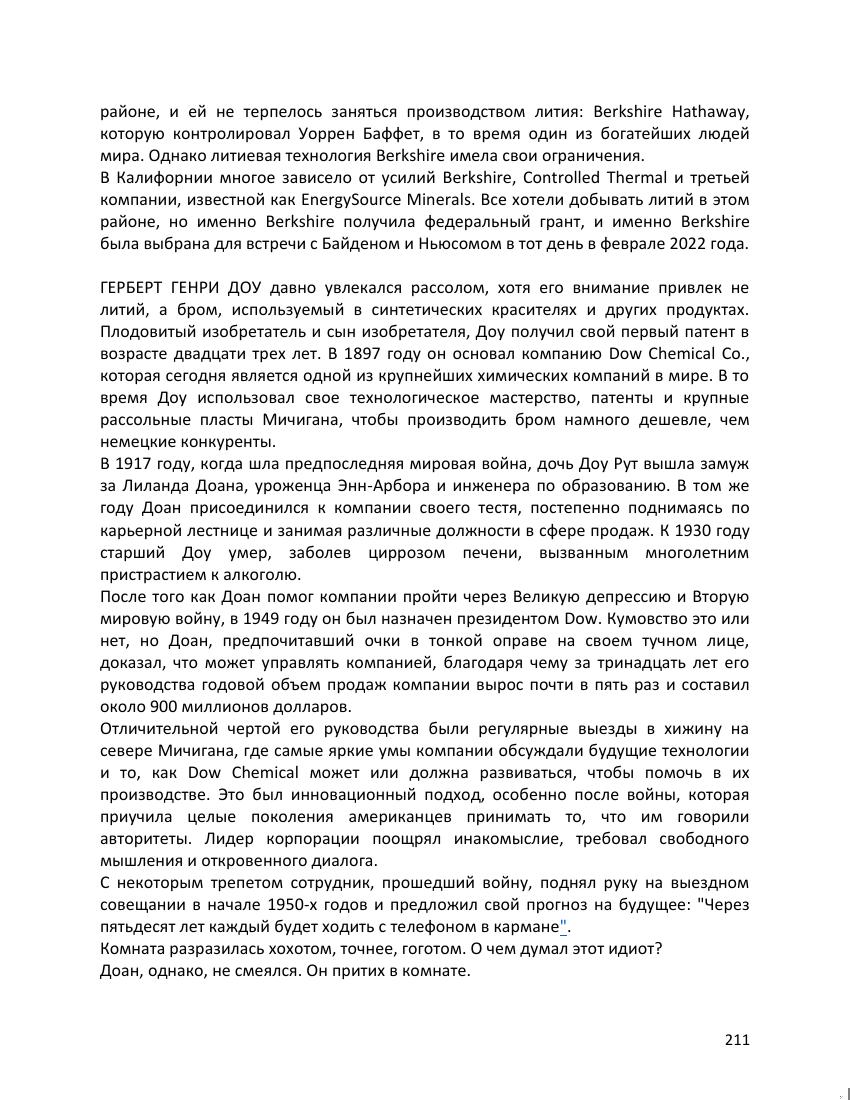 районе, и ей не терпелось заняться производством лития: Berkshire Hathaway,
которую контролировал Уоррен Баффет, в то время один из богатейших людей
мира. Однако литиевая технология Berkshire имела свои ограничения.
В Калифорнии многое зависело от усилий Berkshire, Controlled Thermal и третьей
компании, известной как EnergySource Minerals. Все хотели добывать литий в этом
районе, но именно Berkshire получила федеральный грант, и именно Berkshire
была выбрана для встречи с Байденом и Ньюсомом в тот день в феврале 2022 года.
ГЕРБЕРТ ГЕНРИ ДОУ давно увлекался рассолом, хотя его внимание привлек не
литий, а бром, используемый в синтетических красителях и других продуктах.
Плодовитый изобретатель и сын изобретателя, Доу получил свой первый патент в
возрасте двадцати трех лет. В 1897 году он основал компанию Dow Chemical Co.,
которая сегодня является одной из крупнейших химических компаний в мире. В то
время Доу использовал свое технологическое мастерство, патенты и крупные
рассольные пласты Мичигана, чтобы производить бром намного дешевле, чем
немецкие конкуренты.
В 1917 году, когда шла предпоследняя мировая война, дочь Доу Рут вышла замуж
за Лиланда Доана, уроженца Энн-Арбора и инженера по образованию. В том же
году Доан присоединился к компании своего тестя, постепенно поднимаясь по
карьерной лестнице и занимая различные должности в сфере продаж. К 1930 году
старший Доу умер, заболев циррозом печени, вызванным многолетним
пристрастием к алкоголю.
После того как Доан помог компании пройти через Великую депрессию и Вторую
мировую войну, в 1949 году он был назначен президентом Dow. Кумовство это или
нет, но Доан, предпочитавший очки в тонкой оправе на своем тучном лице,
доказал, что может управлять компанией, благодаря чему за тринадцать лет его
руководства годовой объем продаж компании вырос почти в пять раз и составил
около 900 миллионов долларов.
Отличительной чертой его руководства были регулярные выезды в хижину на
севере Мичигана, где самые яркие умы компании обсуждали будущие технологии
и то, как Dow Chemical может или должна развиваться, чтобы помочь в их
производстве. Это был инновационный подход, особенно после войны, которая
приучила целые поколения американцев принимать то, что им говорили
авторитеты. Лидер корпорации поощрял инакомыслие, требовал свободного
мышления и откровенного диалога.
С некоторым трепетом сотрудник, прошедший войну, поднял руку на выездном
совещании в начале 1950-х годов и предложил свой прогноз на будущее: "Через
пятьдесят лет каждый будет ходить с телефоном в кармане".
Комната разразилась хохотом, точнее, гоготом. О чем думал этот идиот?
Доан, однако, не смеялся. Он притих в комнате.
211